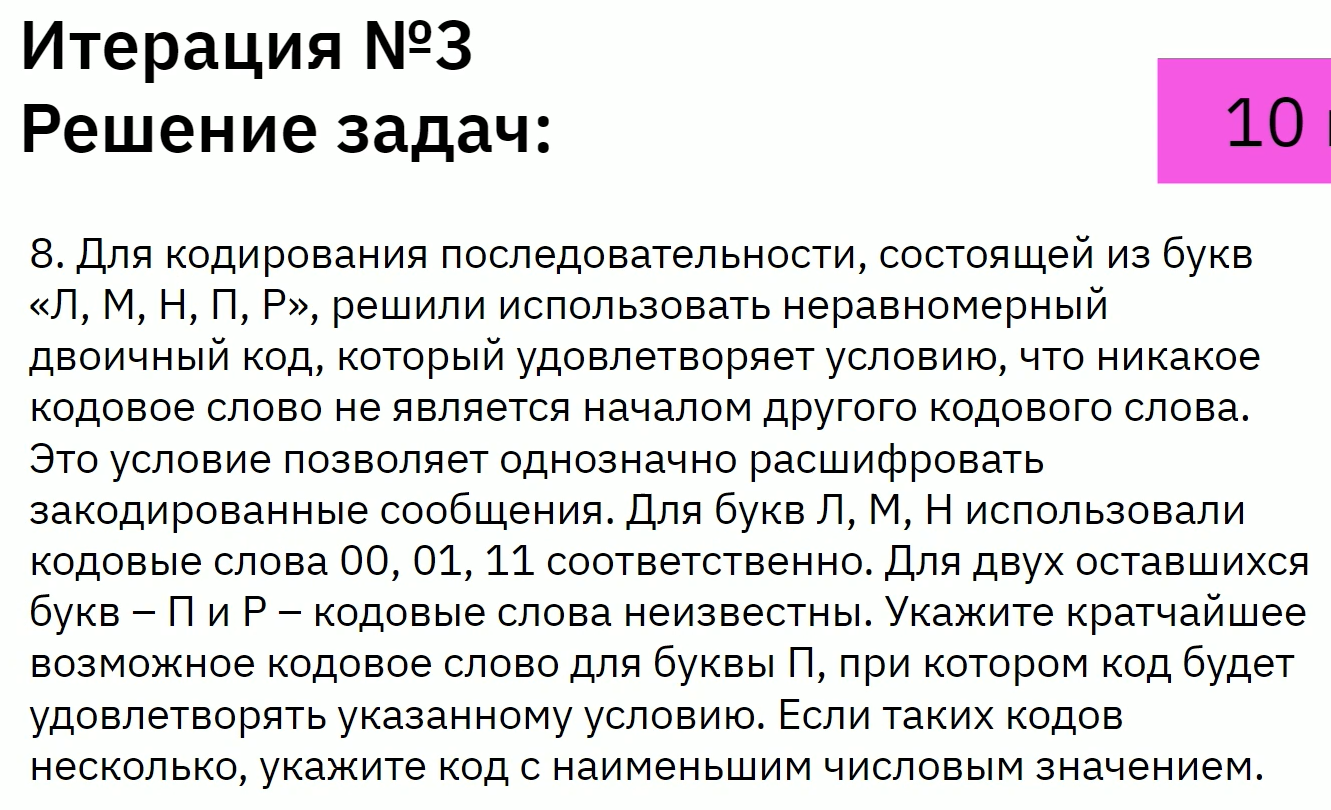 Итерация №3
Решение задач:
10
8. Для кодирования последовательности, состоящей из букв
«Л, М, Н, П, Р», решили использовать неравномерный
двоичный код, который удовлетворяет условию, что никакое
кодовое слово не является началом другого кодового слова.
Это условие позволяет однозначно расшифровать
закодированные сообщения. Для букв Л, М, Н использовали
кодовые слова 00, 01, 11 соответственно. Для двух оставшихся
букв – П и Р – кодовые слова неизвестны. Укажите кратчайшее
возможное кодовое слово для буквы П, при котором код будет
удовлетворять указанному условию. Если таких кодов
несколько, укажите код с наименьшим числовым значением.